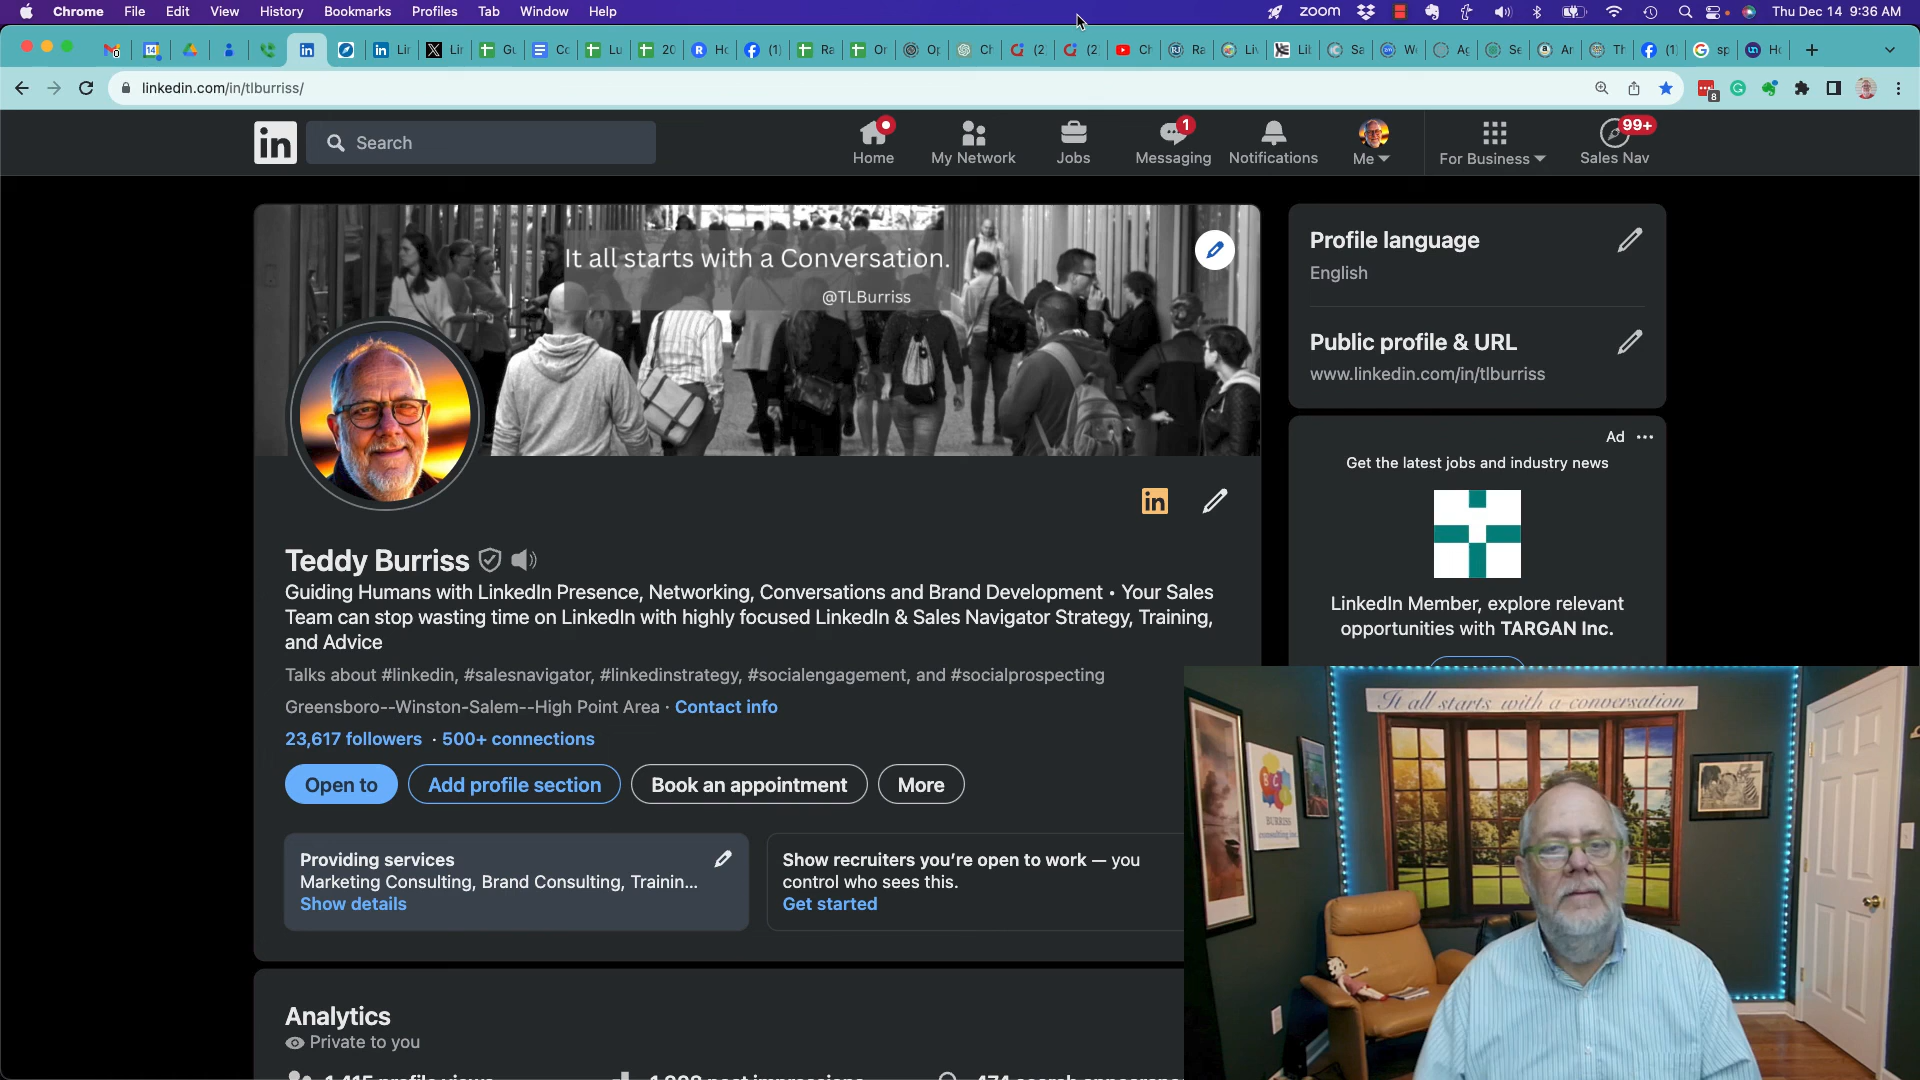 Chrome File Edit View History Bookmarks Profiles Tab Window Help
zoom
Thu Dec 14 9:36 AM
linkedin.com/in/tlburriss/
8
in
Search
Home
My Network
Jobs
1
Messaging
Notifications
Me
For Business
99+
Sales Nav
It all starts with a Conversation.
@TLBurriss
in
Teddy Burriss
Guiding Humans with LinkedIn Presence, Networking, Conversations and Brand Development • Your Sales
Team can stop wasting time on LinkedIn with highly focused LinkedIn & Sales Navigator Strategy, Training,
and Advice
Talks about #linkedin, #salesnavigator, #linkedinstrategy, #socialengagement, and #socialprospecting
Greensboro--Winston-Salem--High Point Area · Contact info
23,617 followers · 500+ connections
Open to
Add profile section
Book an appointment
More
Providing services
Marketing Consulting, Brand Consulting, Trainin...
Show details
Show recruiters you're open to work — you
control who sees this.
Get started
Analytics
Private to you
Profile language
English
Public profile & URL
www.linkedin.com/in/tlburriss
Ad
Get the latest jobs and industry news
LinkedIn Member, explore relevant
opportunities with TARGAN Inc.
It all starts with a conversation
BURRISS
consulting, inc.